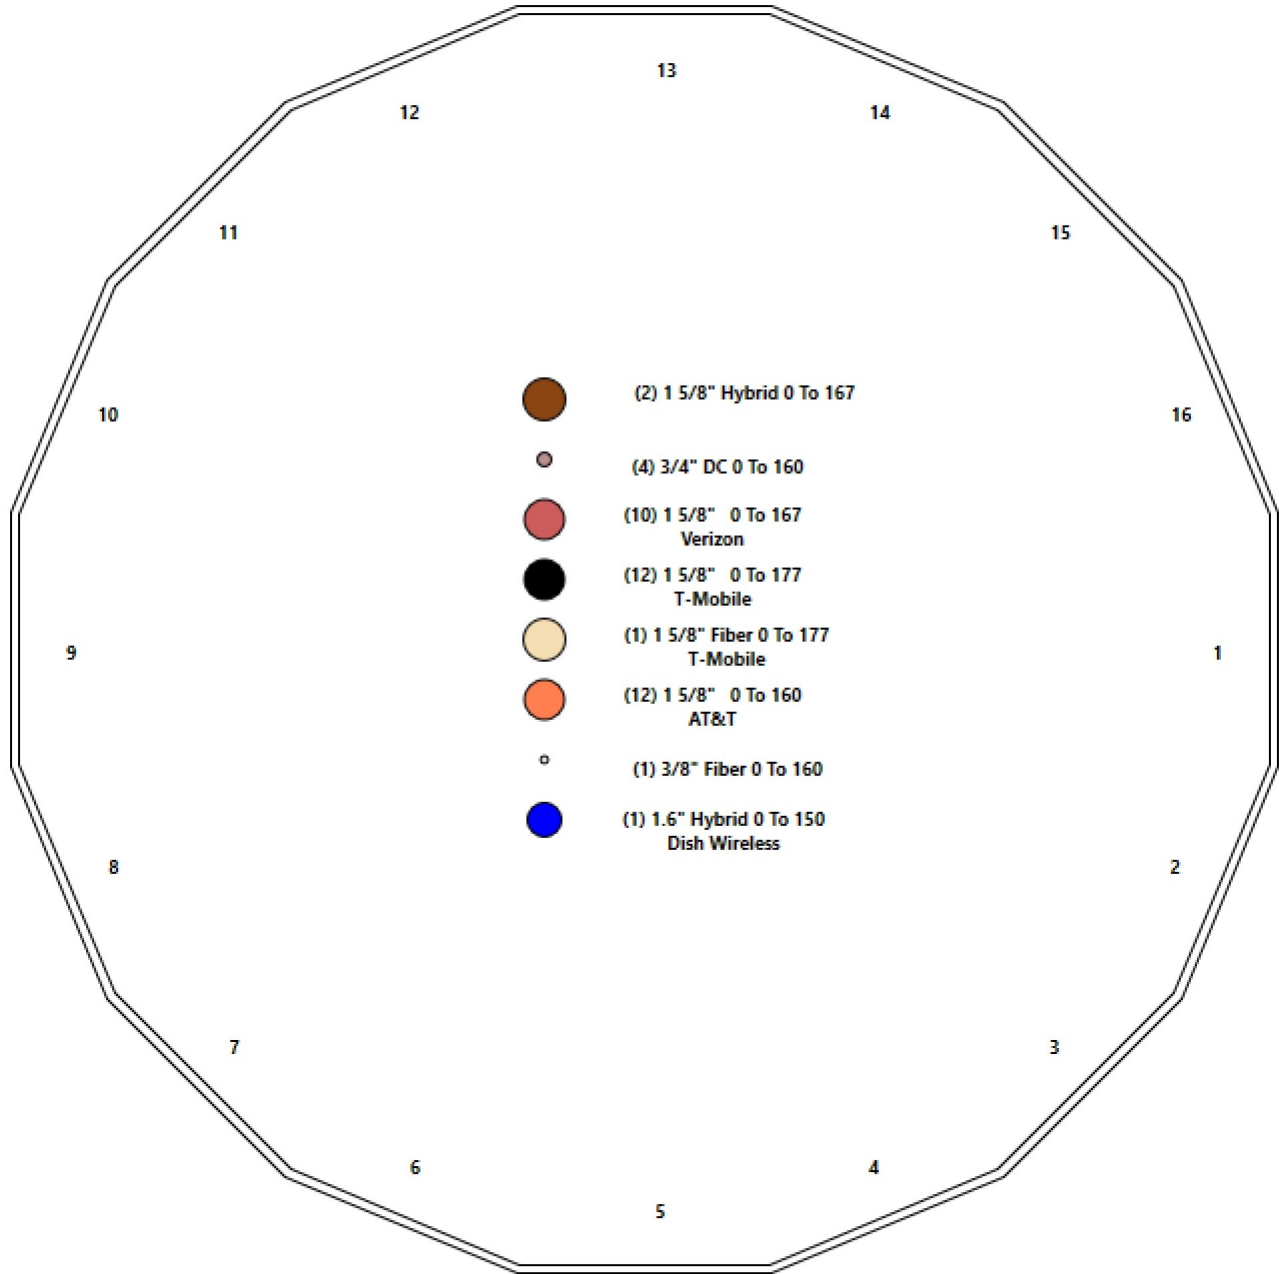 13
12
14
11
15
10
16
(2) 1 5/8" Hybrid 0 To 167
(4) 3/4" DC 0 To 160
(10) 1 5/8" 0 To 167
Verizon
(12) 1 5/8" 0 To 177
T-Mobile
(1) 1 5/8" Fiber 0 To 177
T-Mobile
9
1
(12) 1 5/8" 0 To 160
AT&T
(1) 3/8" Fiber 0 To 160
(1) 1.6" Hybrid 0 To 150
Dish Wireless
8
2
7
3
6
4
5